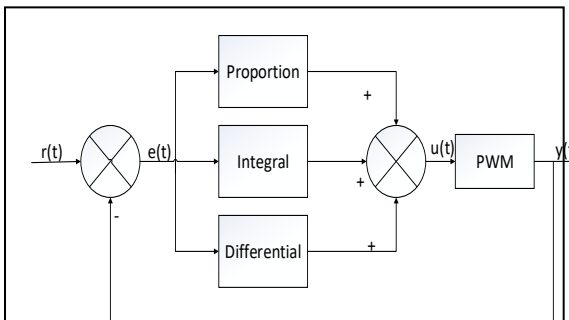 Proportion
+
r(t)
e(t)
Integral
+
u(t)
PWM
y(
-
Differential
+